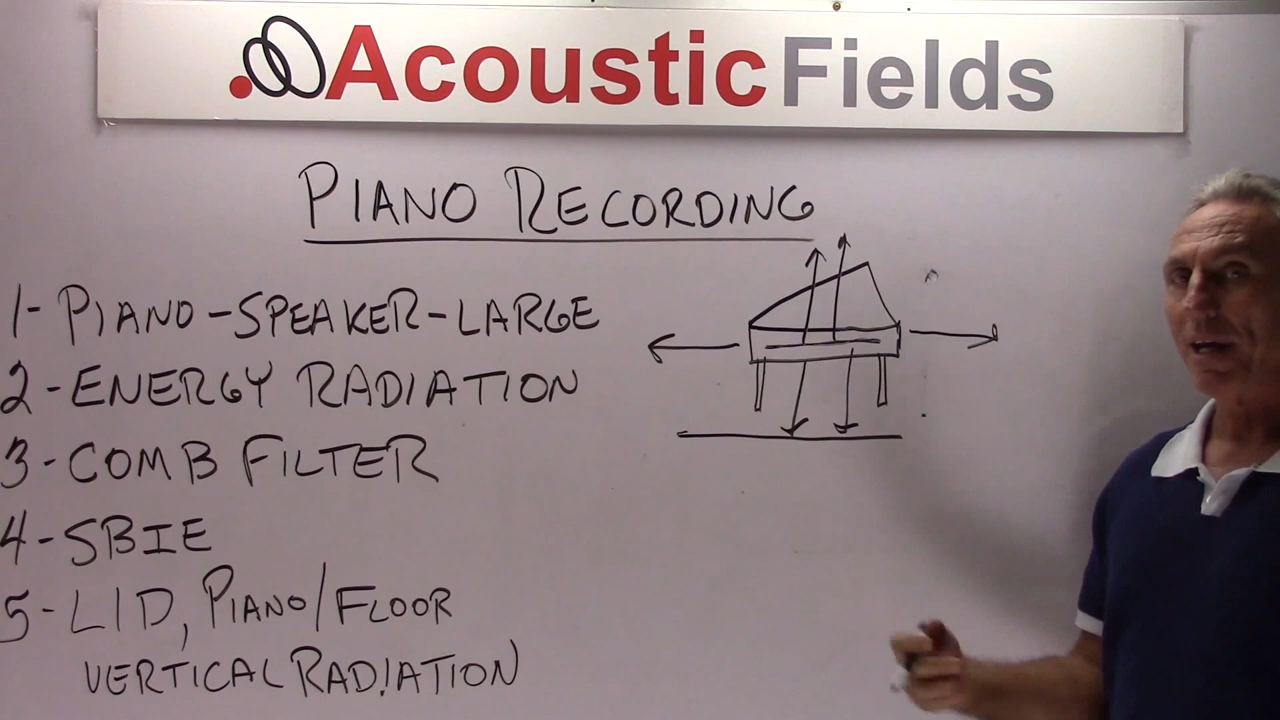 AcousticFields
PIANO RECORDING
1- PIANO-SPEAKER-LARGE
2-ENERGY RADIATION
3-COMB FILTER
4-SBIE
5-LID, PIANO/FLOOR
VERTICAL RADIATION